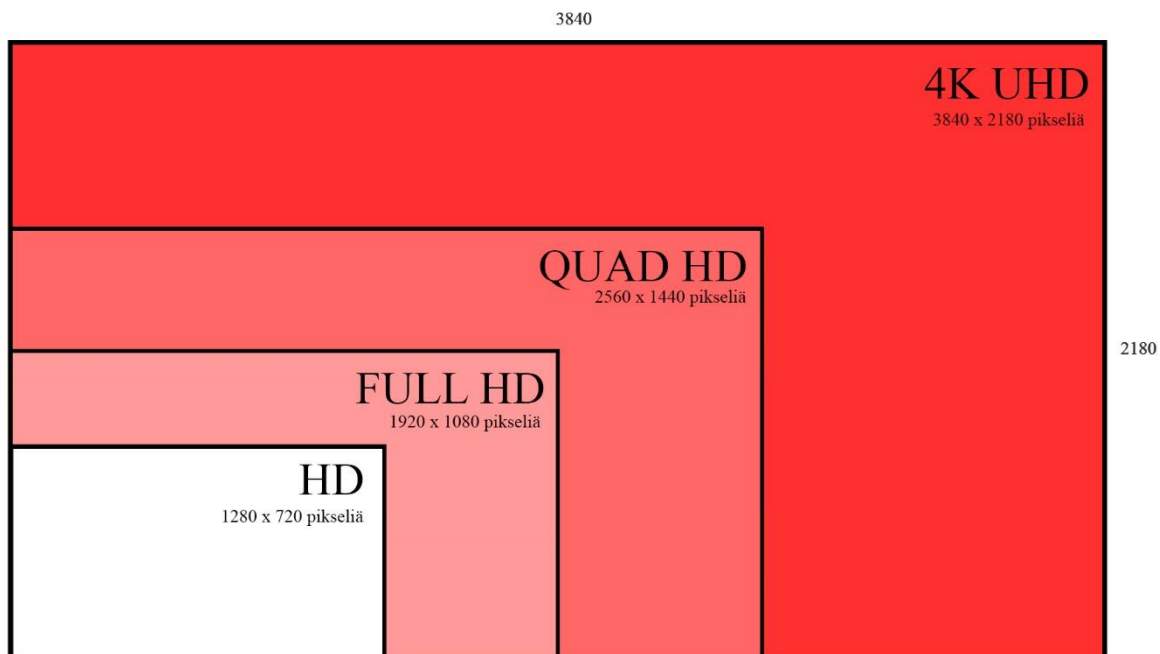 3840
4K UHD
3840 x 2180 pikseliä
QUAD HD
2560 x 1440 pikseliä
2180
FULL HD
1920 x 1080 pikseliä
HD
1280 x 720 pikseliä